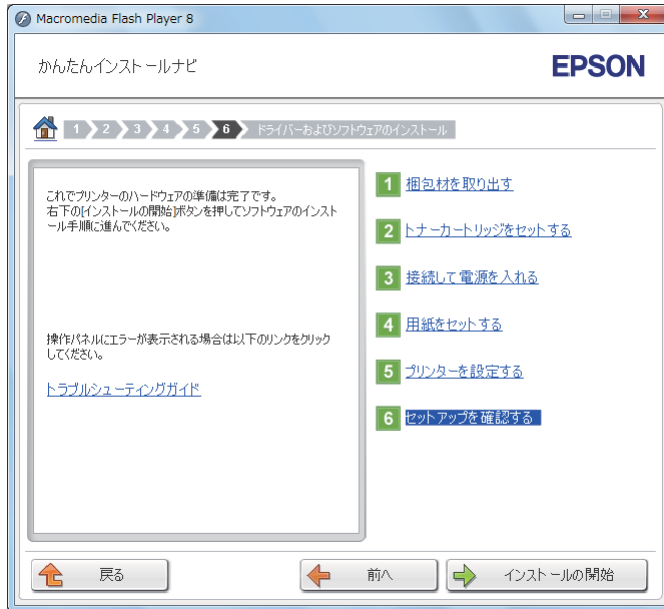 Macromedia Flash Player 8
かんたんインストールナビ
EPSON
1 2 3 4 5 6 ドライバーおよびソフトウェアのインストール
これでプリンターのハードウェアの準備は完了です。
右下の[インストールの開始]ボタンを押してソフトウェアのインスト
ール手順に進んでください。
操作パネルにエラーが表示される場合は以下のリンクをクリック
してください。
トラブルシューティングガイド
1 梱包材を取り出す
2 トナーカートリッジをセットする
3 接続して電源を入れる
4 用紙をセットする
5 プリンターを設定する
6 セットアップを確認する
戻る
前へ
インストールの開始